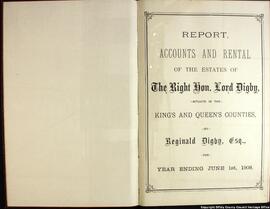 REPORT,
ACCOUNTS AND RENTAL
OF THE ESTATES OF
The Right Hon. Lord Digby,
SITUATE IN THE
KING'S AND QUEEN'S COUNTIES,
BY
Reginald Digby, Esq.,
FOR
YEAR ENDING JUNE 1st, 1908.